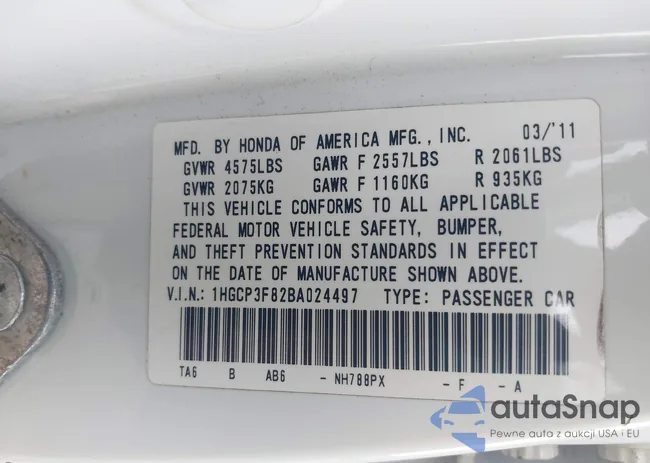 MFD. BY HONDA OF AMERICA MFG., INC. 03/'11
GVWR 4575LBS GAWR F 2557LBS R 2061LBS
GVWR 2075KG GAWR F 1160KG R 935KG
THIS VEHICLE CONFORMS TO ALL APPLICABLE
FEDERAL MOTOR VEHICLE SAFETY, BUMPER,
AND THEFT PREVENTION STANDARDS IN EFFECT
ON THE DATE OF MANUFACTURE SHOWN ABOVE.
V.I.N.: 1HGCP3F82BA024497 TYPE: PASSENGER CAR
TA6 B AB6 - NH788PX - F - A
autaSnap
Pewne auta z aukcji USA i EU